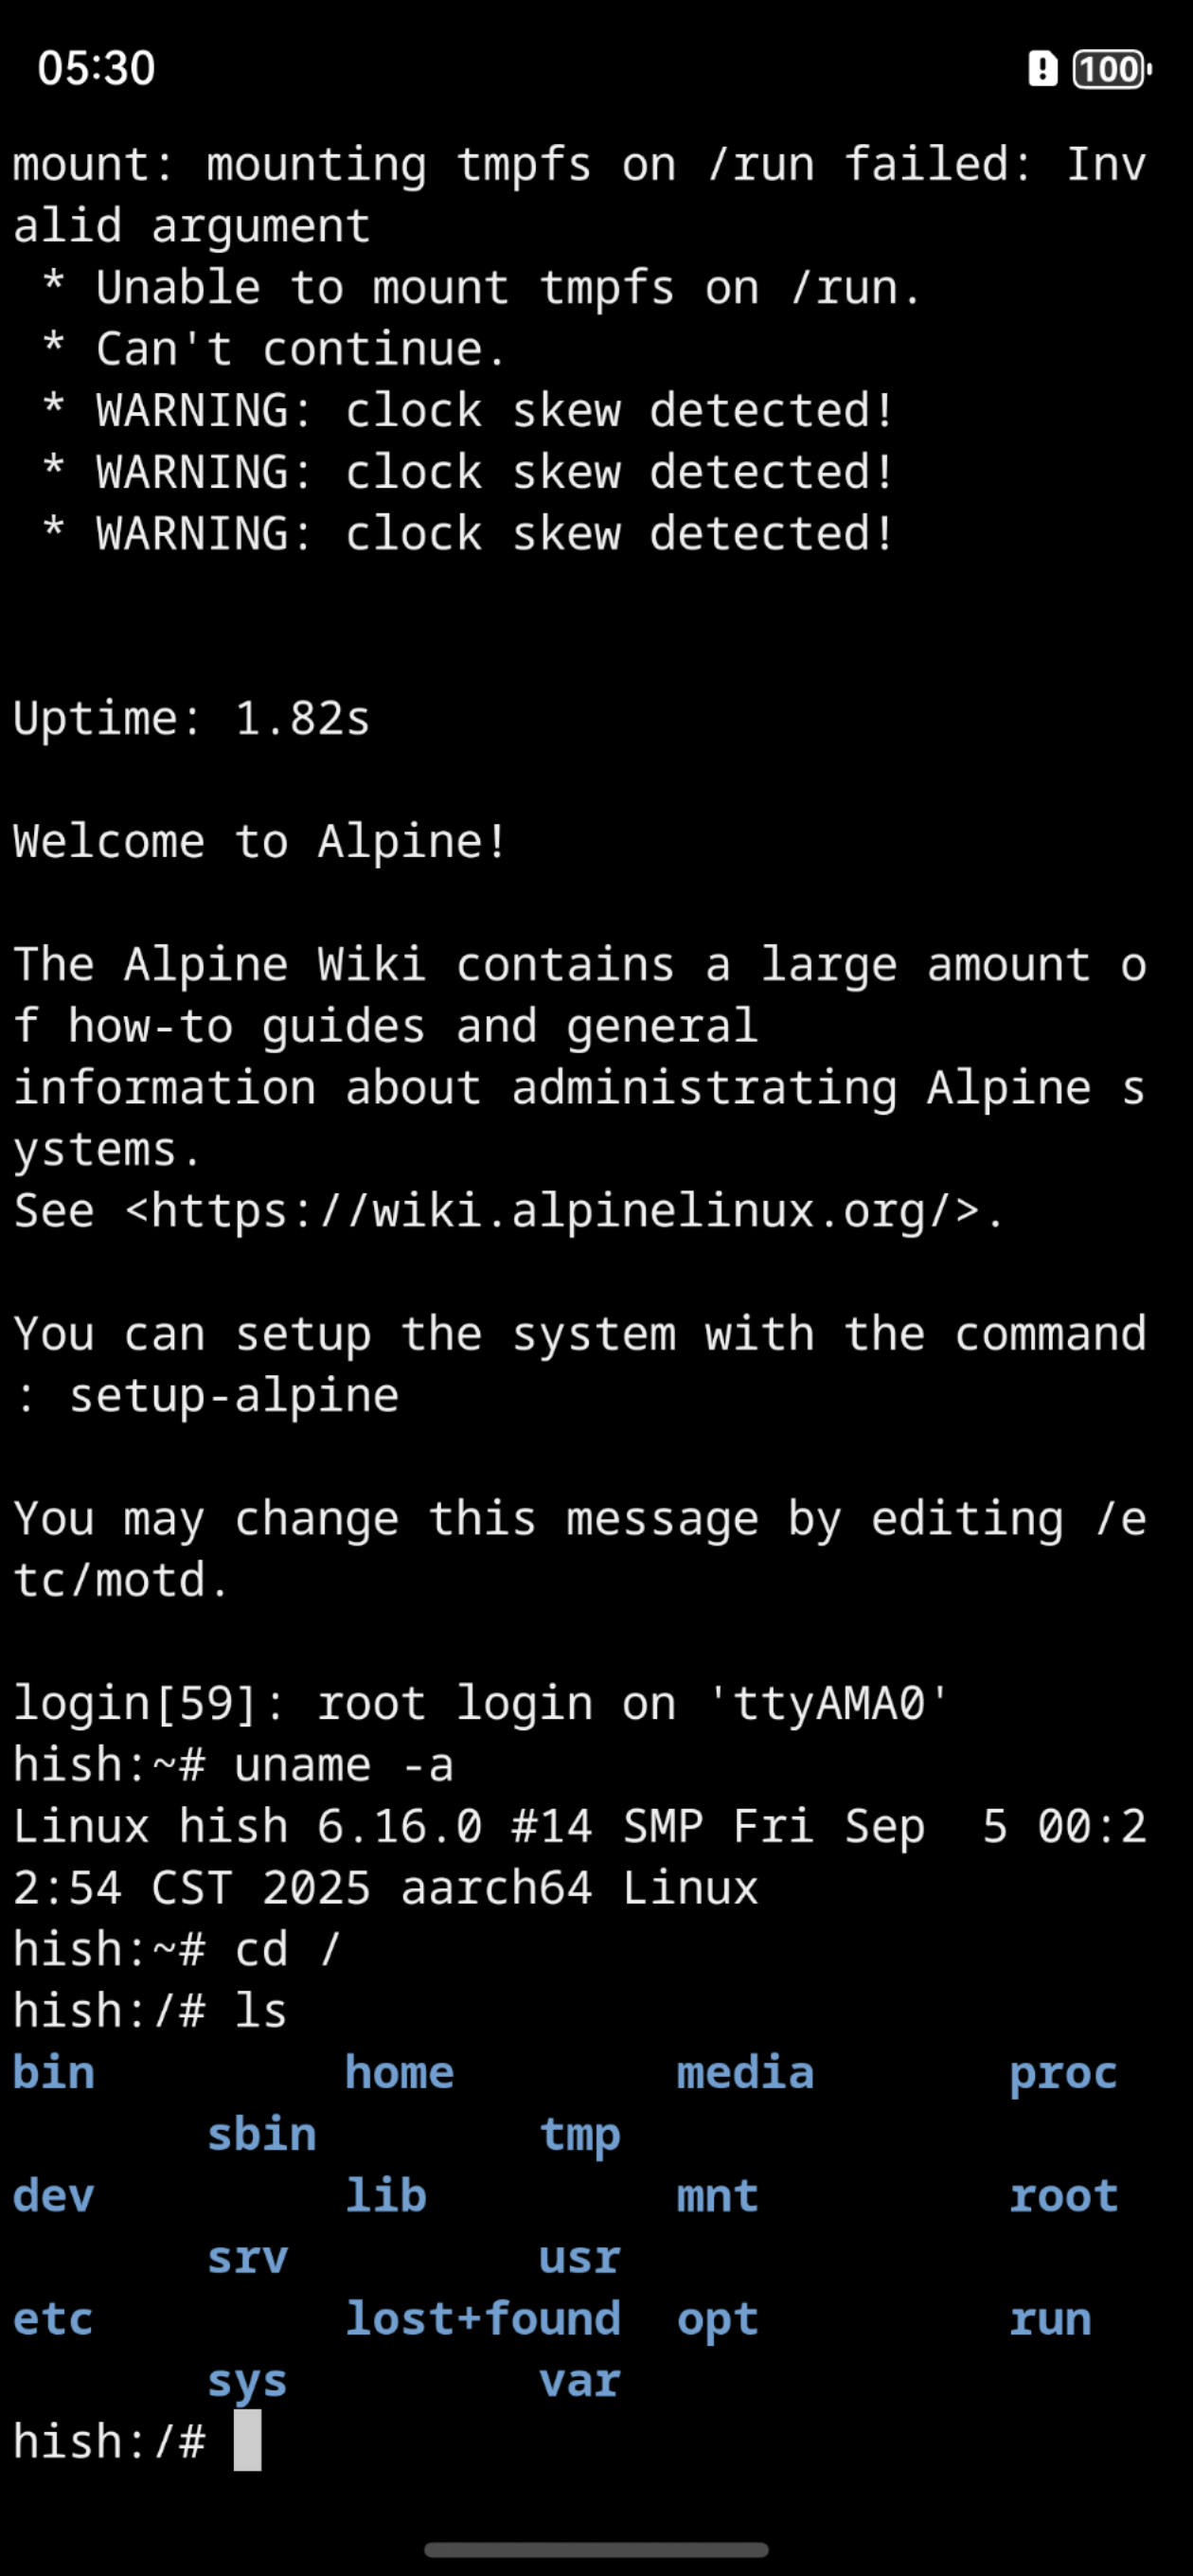 05:30
100
mount: mounting tmpfs on /run failed: Inv
alid argument
 * Unable to mount tmpfs on /run.
 * Can't continue.
 * WARNING: clock skew detected!
 * WARNING: clock skew detected!
 * WARNING: clock skew detected!
Uptime: 1.82s
Welcome to Alpine!
The Alpine Wiki contains a large amount o
f how-to guides and general
information about administrating Alpine s
ystems.
See <https://wiki.alpinelinux.org/>.
You can setup the system with the command
: setup-alpine
You may change this message by editing /e
tc/motd.
login[59]: root login on 'ttyAMA0'
hish:~# uname -a
Linux hish 6.16.0 #14 SMP Fri Sep  5 00:2
2:54 CST 2025 aarch64 Linux
hish:~# cd /
hish:/# ls
bin         home        media       proc
       sbin        tmp
dev         lib         mnt         root
       srv         usr
etc         lost+found  opt         run
       sys         var
hish:/#